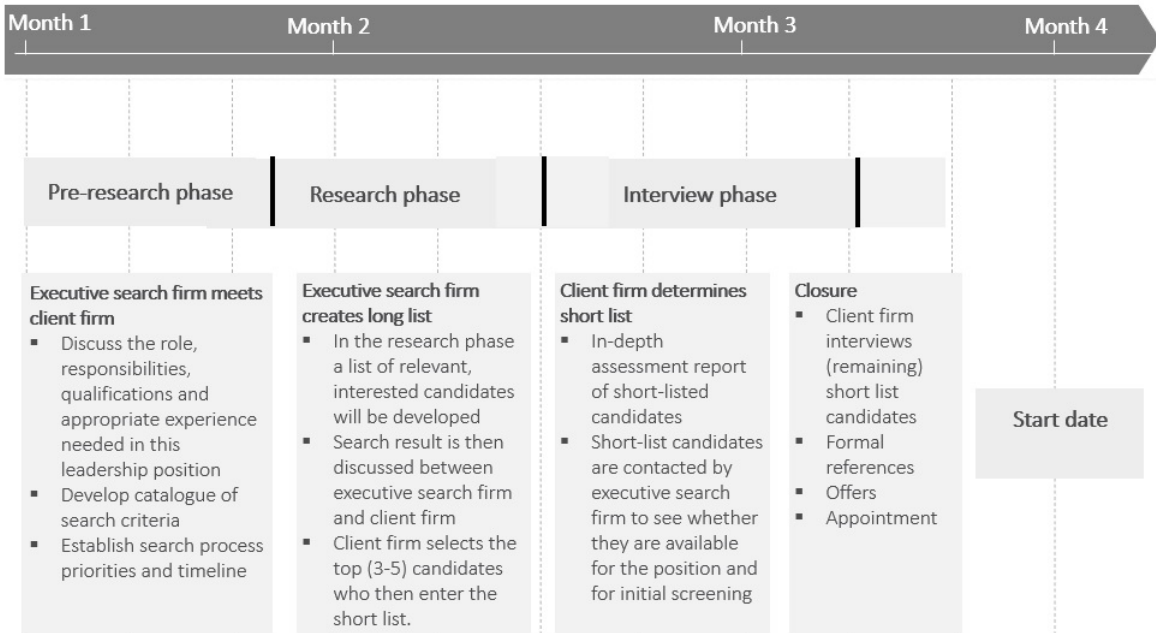 Month 1
Month 2
Month 3
Month 4
Pre-research phase
Research phase
Interview phase
Executive search firm meets
client firm
▪ Discuss the role,
responsibilities,
qualifications and
appropriate experience
needed in this
leadership position
▪ Develop catalogue of
search criteria
▪ Establish search process
priorities and timeline
Executive search firm
creates long list
▪ In the research phase
a list of relevant,
interested candidates
will be developed
▪ Search result is then
discussed between
executive search firm
and client firm
▪ Client firm selects the
top (3-5) candidates
who then enter the
short list.
Client firm determines
short list
▪ In-depth
assessment report
of short-listed
candidates
▪ Short-list candidates
are contacted by
executive search
firm to see whether
they are available
for the position and
for initial screening
Closure
▪ Client firm
interviews
(remaining)
short list
candidates
▪ Formal
references
▪ Offers
▪ Appointment
Start date